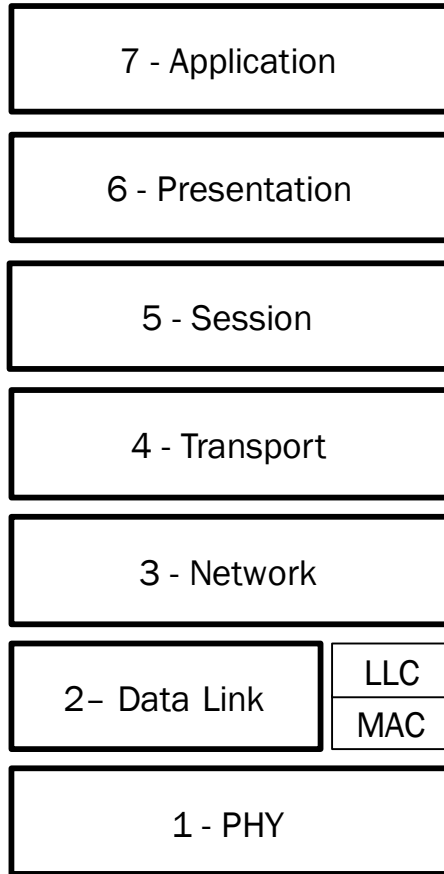 7 - Application
6 - Presentation
5 - Session
4 - Transport
3 - Network
2– Data Link
LLC
MAC
1 - PHY